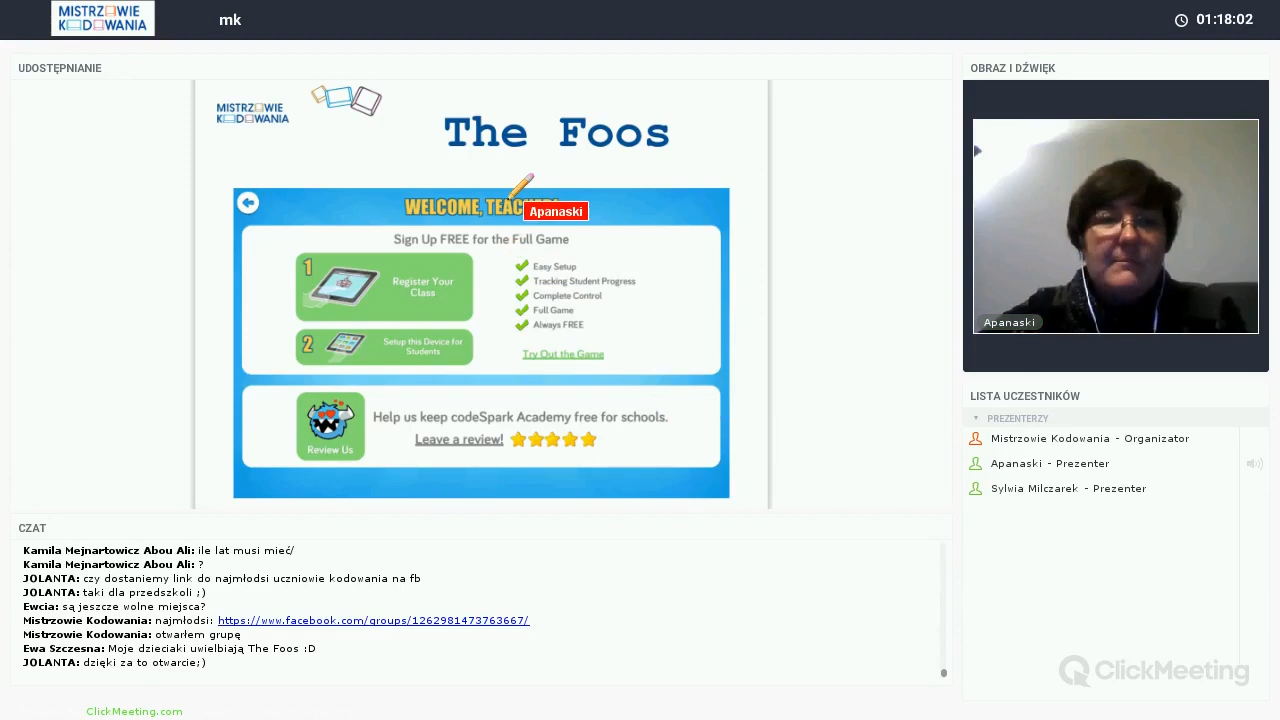 MISTRZOWIE
KODOWANIA
mk
01:18:02
UDOSTĘPNIANIE
MISTRZOWIE
KODOWANIA
The Foos
WELCOME, TEACHER!
Apanaski
Sign Up FREE for the Full Game
1
Register Your
Class
2
Setup this Device for
Students
Easy Setup
Tracking Student Progress
Complete Control
Full Game
Always FREE
Try Out the Game
Review Us
Help us keep codeSpark Academy free for schools.
Leave a review!
CZAT
Kamila Mejnartowicz Abou Ali: ile lat musi mieć/
Kamila Mejnartowicz Abou Ali: ?
JOLANTA: czy dostaniemy link do najmłodsi uczniowie kodowania na fb
JOLANTA: taki dla przedszkoli ;)
Ewcia: są jeszcze wolne miejsca?
Mistrzowie Kodowania: najmłodsi: https://www.facebook.com/groups/1262981473763667/
Mistrzowie Kodowania: otwarłem grupę
Ewa Szczesna: Moje dzieciaki uwielbiają The Foos :D
JOLANTA: dzięki za to otwarcie;)
ClickMeeting.com
OBRAZ I DŹWIĘK
Apanaski
LISTA UCZESTNIKÓW
PREZENTERZY
Mistrzowie Kodowania - Organizator
Apanaski - Prezenter
Sylwia Milczarek - Prezenter
ClickMeeting